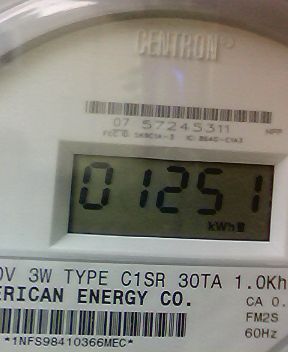 CENTRON®
07 57245311
01251
kWh
0V 3W TYPE C1SR 30TA 1.0Kh
ERICAN ENERGY CO.
CA 0.
FM2S
*1NFS98410366MEC*
60Hz